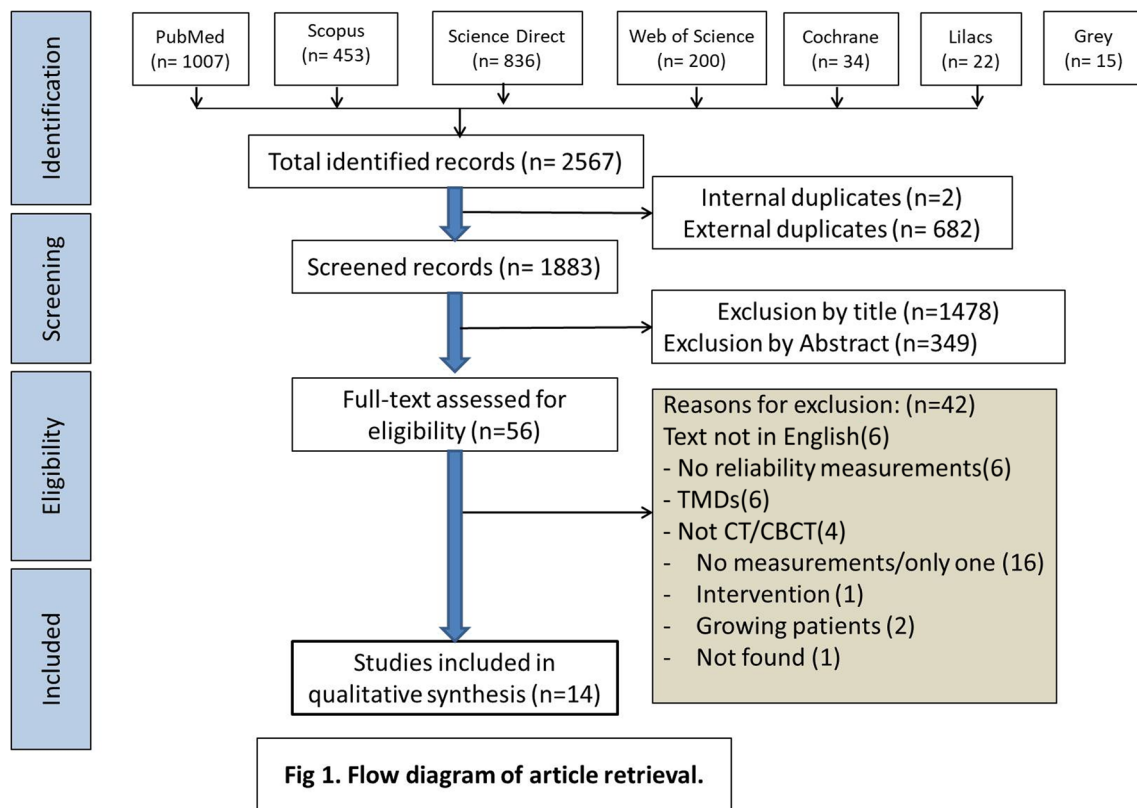 Identification
PubMed
(n= 1007)
Scopus
(n= 453)
Science Direct
(n= 836)
Web of Science
(n= 200)
Cochrane
(n= 34)
Lilacs
(n= 22)
Grey
(n= 15)
Total identified records (n= 2567)
Internal duplicates (n=2)
External duplicates (n= 682)
Screening
Screened records (n= 1883)
Exclusion by title (n=1478)
Exclusion by Abstract (n=349)
Eligibility
Full-text assessed for
eligibility (n=56)
Reasons for exclusion: (n=42)
Text not in English(6)
- No reliability measurements(6)
- TMDs(6)
- Not CT/CBCT(4)
- No measurements/only one (16)
- Intervention (1)
- Growing patients (2)
- Not found (1)
Included
Studies included in
qualitative synthesis (n=14)
Fig 1. Flow diagram of article retrieval.